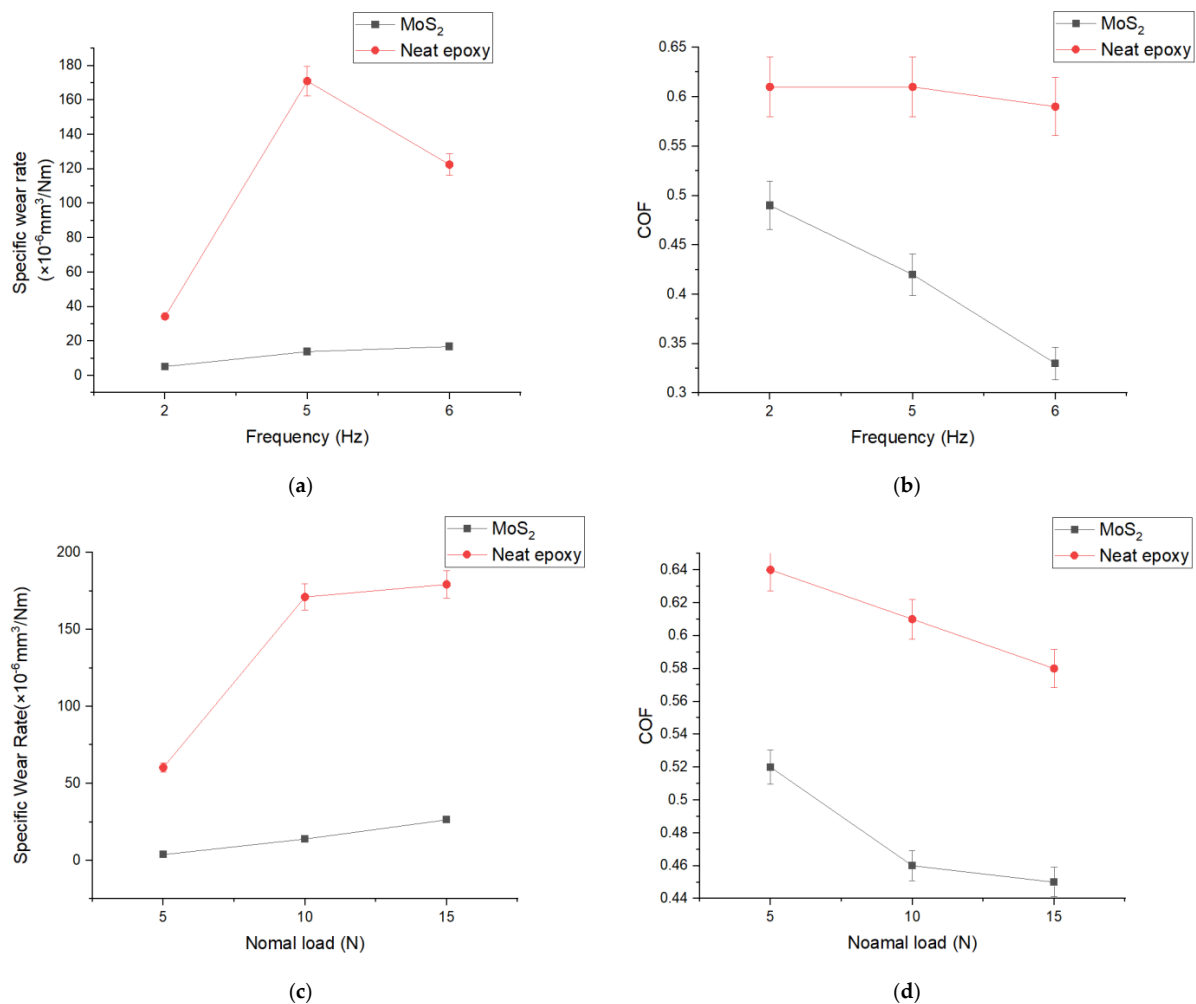 MoS2
Neat epoxy
180
160
140
120
100
80
60
40
20
0
Specific wear rate
(×10-6mm3/Nm)
2
5
6
Frequency (Hz)
(a)
MoS2
Neat epoxy
0.65
0.6
0.55
0.5
0.45
0.4
0.35
0.3
COF
2
5
6
Frequency (Hz)
(b)
MoS2
Neat epoxy
200
150
100
50
0
Specific Wear Rate(×10-6mm3/Nm)
5
10
15
Nomal load (N)
(c)
MoS2
Neat epoxy
0.64
0.62
0.6
0.58
0.56
0.54
0.52
0.5
0.48
0.46
0.44
COF
5
10
15
Noamal load (N)
(d)